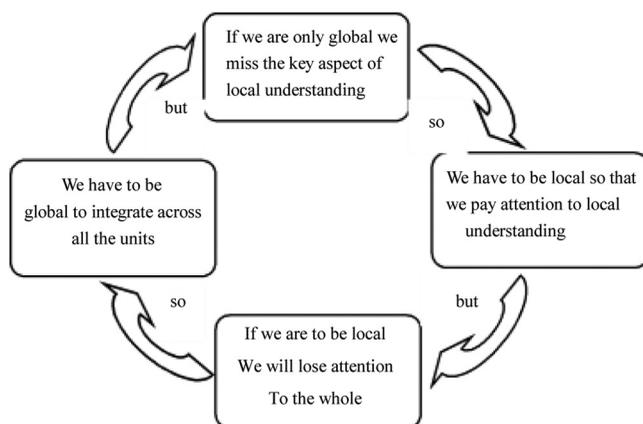 If we are only global we
miss the key aspect of
local understanding
but
so
We have to be
global to integrate across
all the units
We have to be local so that
we pay attention to local
understanding
so
but
If we are to be local
We will lose attention
To the whole